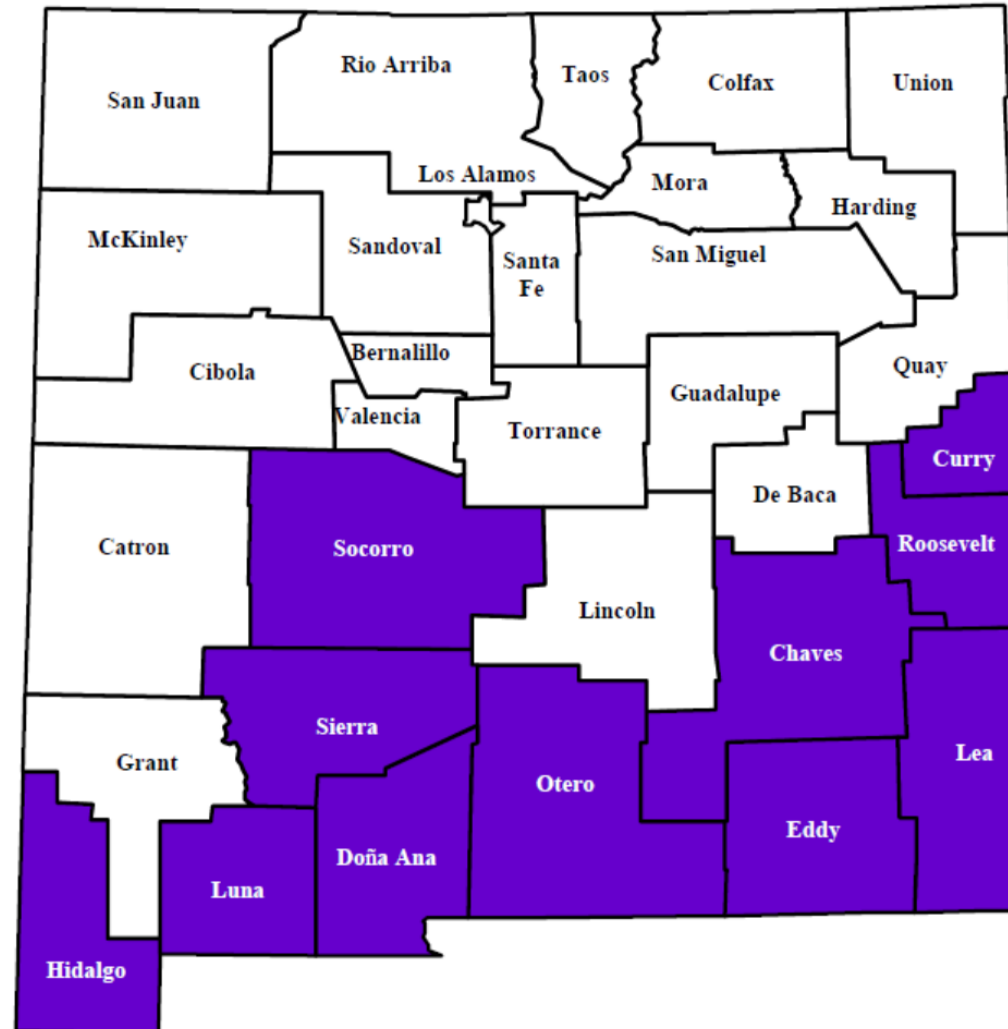 Rio Arriba
Taos
Colfax
Union
San Juan
Los Alamos
Mora
Harding
McKinley
Sandoval
Santa
Fe
San Miguel
Bernalillo
Cibola
Quay
Guadalupe
Valencia
Torrance
Curry
De Baca
Catron
Socorro
Roosevelt
Lincoln
Chaves
Sierra
Grant
Otero
Lea
Eddy
Doña Ana
Luna
Hidalgo